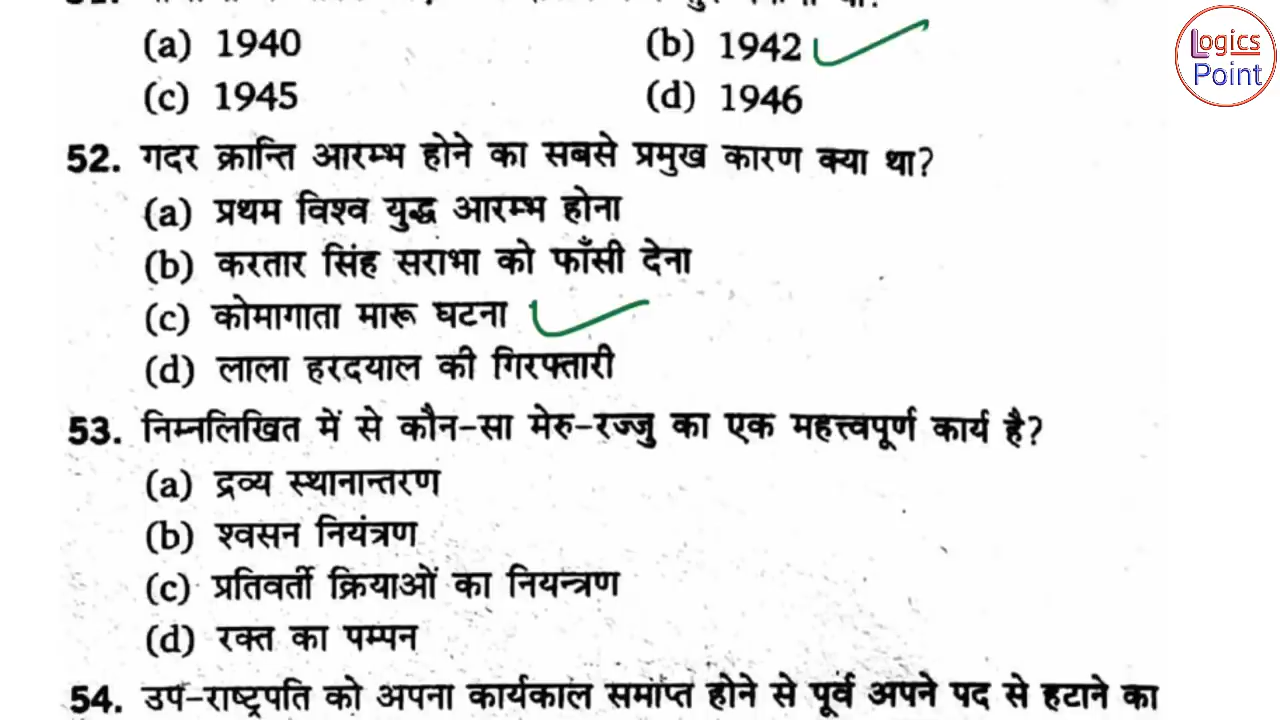 (a) 1940 (b) 1942
(c) 1945 (d) 1946
52. गदर क्रान्ति आरम्भ होने का सबसे प्रमुख कारण क्या था?
(a) प्रथम विश्व युद्ध आरम्भ होना
(b) करतार सिंह सराभा को फाँसी देना
(c) कोमागाता मारू घटना
(d) लाला हरदयाल की गिरफ्तारी
53. निम्नलिखित में से कौन-सा मेरु-रज्जु का एक महत्त्वपूर्ण कार्य है?
(a) द्रव्य स्थानान्तरण
(b) श्वसन नियंत्रण
(c) प्रतिवर्ती क्रियाओं का नियन्त्रण
(d) रक्त का पम्पन
54. उप-राष्ट्रपति को अपना कार्यकाल समाप्त होने से पूर्व अपने पद से हटाने का
Logics
Point